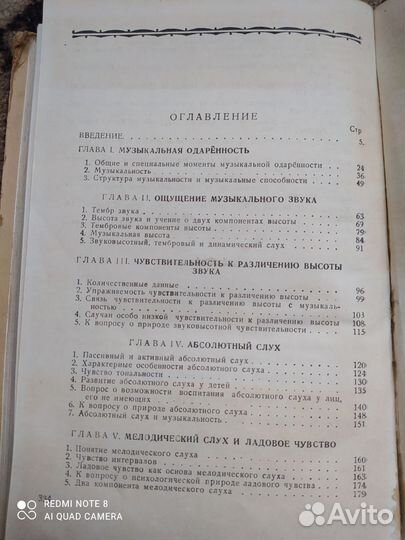 ОГЛАВЛЕНИЕ
Стр
ВВЕДЕНИЕ. 5.
ГЛАВА I. МУЗЫКАЛЬНАЯ ОДАРЁННОСТЬ
1. Общие и специальные моменты музыкальной одарённости 24
2. Музыкальность 36
3. Структура музыкальности и музыкальные способности 49
ГЛАВА II. ОЩУЩЕНИЕ МУЗЫКАЛЬНОГО ЗВУКА
1. Тембр звука 63
2. Высота звука и учение о двух компонентах высоты 69
3. Тембровые компоненты высоты 79
4. Музыкальная высота 84
5. Звуковысотный, тембровый и динамический слух 91
ГЛАВА III. ЧУВСТВИТЕЛЬНОСТЬ К РАЗЛИЧЕНИЮ ВЫСОТЫ
ЗВУКА
1. Количественные данные 96
2. Упражняемость чувствительности к различению высоты 99
3. Связь чувствительности к различению высоты с музыкаль-
ностью 103
4. Случаи особо низкой чувствительности к различению высоты 108
5. К вопросу о природе звуковысотной чувствительности 115
ГЛАВА IV. АБСОЛЮТНЫЙ СЛУХ
1. Пассивный и активный абсолютный слух 120
2. Характерные особенности абсолютного слуха 124
3. Чувство тональности 130
4. Развитие абсолютного слуха у детей 135
5. Вопрос о возможности воспитания абсолютного слуха у лиц,
его не имеющих 140
6. К вопросу о природе абсолютного слуха 148
7. Абсолютный слух и музыкальность 151
ГЛАВА V. МЕЛОДИЧЕСКИЙ СЛУХ И ЛАДОВОЕ ЧУВСТВО
1. Понятие мелодического слуха 160
2. Чувство интервалов 161
3. Ладовое чувство как основа мелодического слуха 163
4. К вопросу о психологической природе ладового чувства 174
5. Два компонента мелодического слуха 179
REDMI NOTE 8
AI QUAD CAMERA
Avito